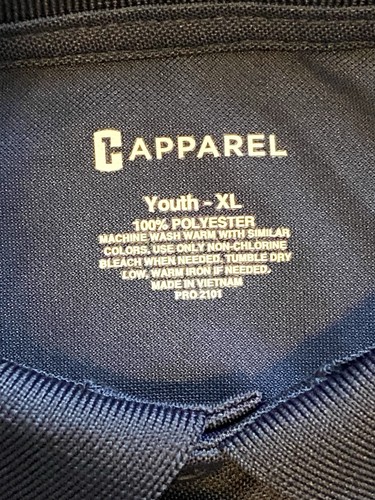 APPAREL
Youth - XL
100% POLYESTER
MACHINE WASH WARM WITH SIMILAR
COLORS. USE ONLY NON-CHLORINE
BLEACH WHEN NEEDED. TUMBLE DRY
LOW. WARM IRON IF NEEDED.
MADE IN VIETNAM
PRO 2101